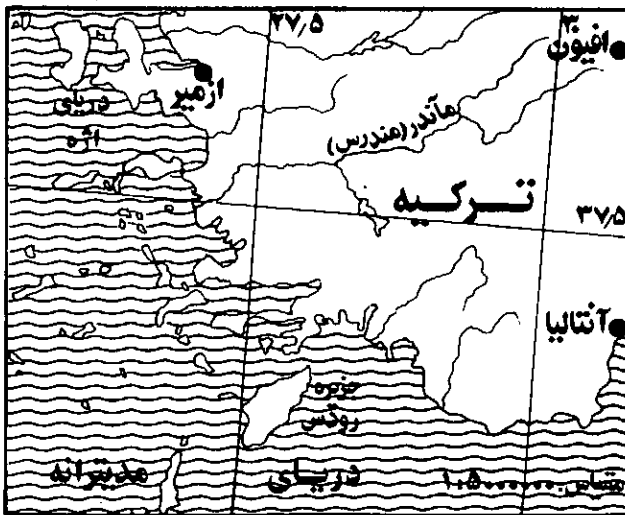 ۲۷٫۵
۳۰
افیون
ازمیر
دریای
اژه
مآندر (مندرس)
ترکیه
۳۷٫۵
آنتالیا
جزیره
رودس
دریای مدیترانه
مقیاس: ۱:۵۰۰۰۰۰۰